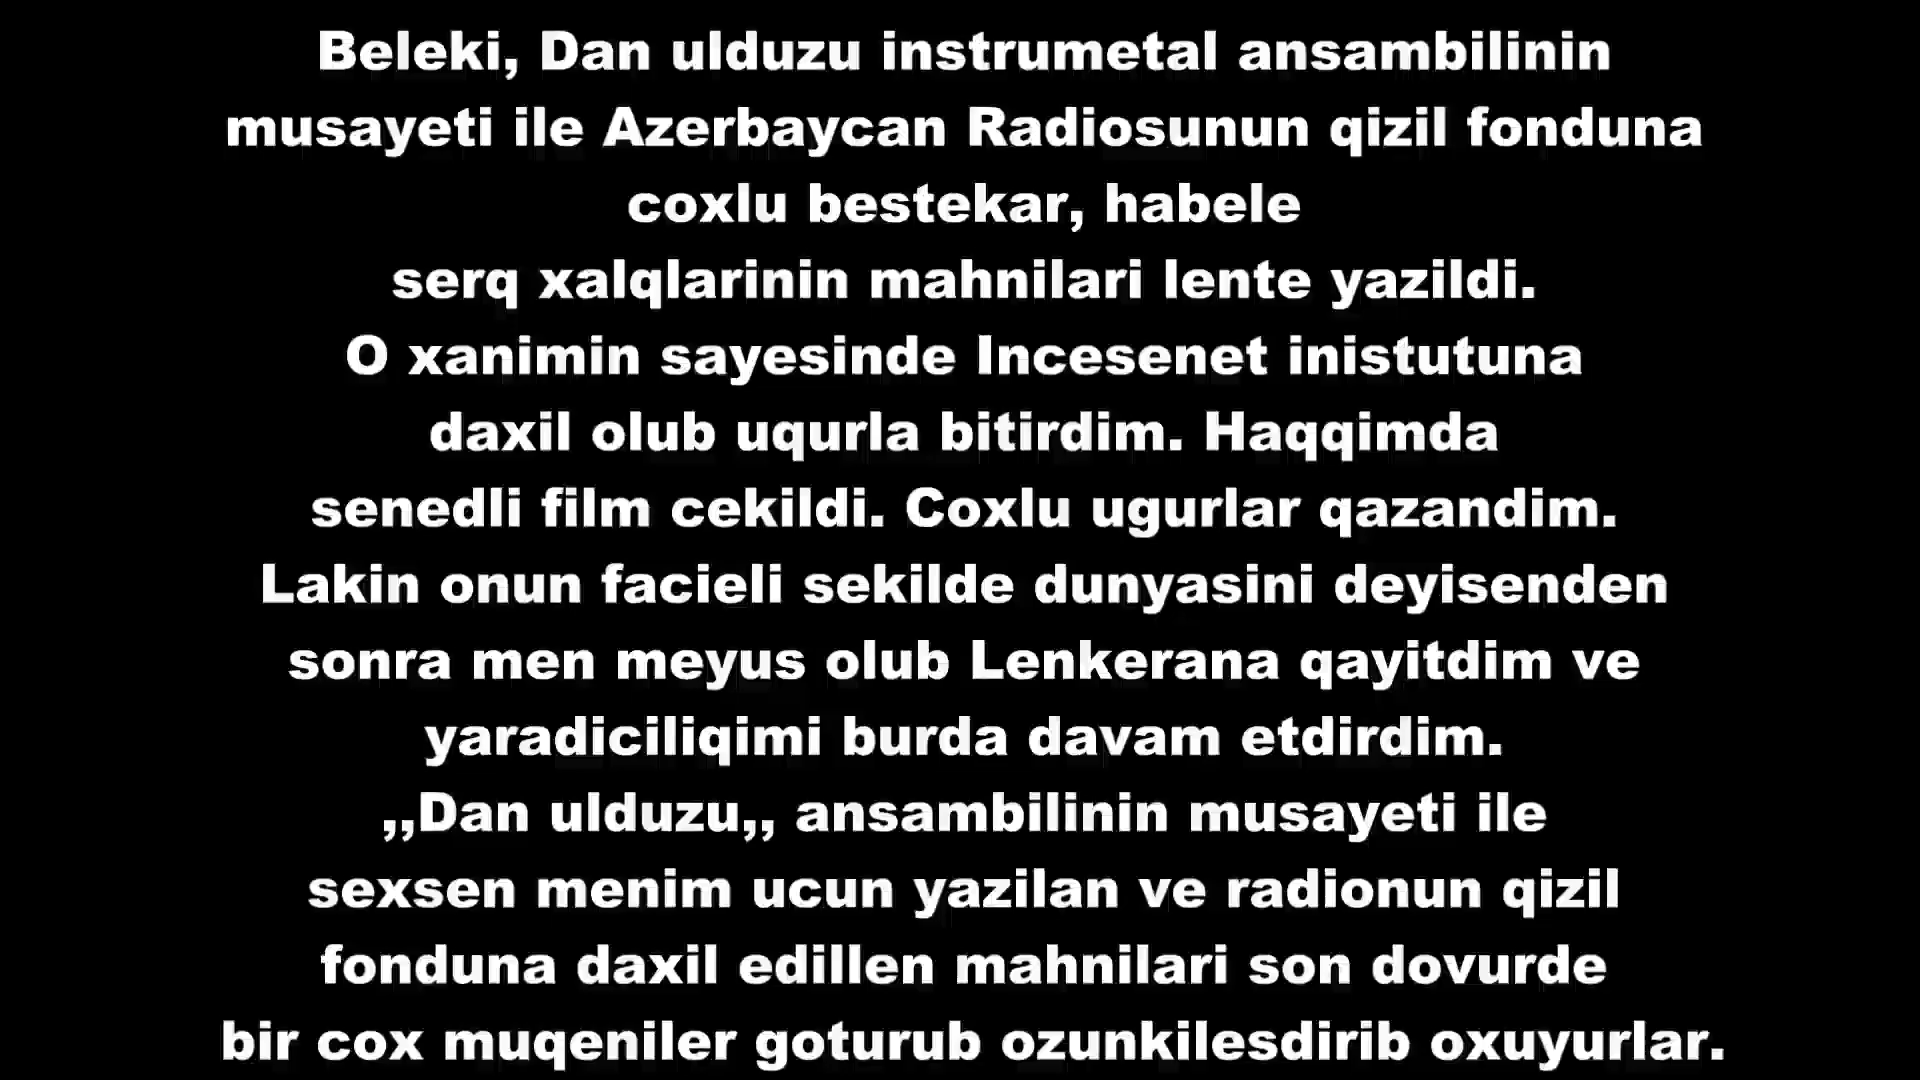 Beleki, Dan ulduzu instrumetal ansambilinin
musayeti ile Azerbaycan Radiosunun qizil fonduna
coxlu bestekar, habele
serq xalqlarinin mahnilari lente yazildi.
O xanimin sayesinde Incesenet inistutuna
daxil olub uqurla bitirdim. Haqqimda
senedli film cekildi. Coxlu ugurlar qazandim.
Lakin onun facieli sekilde dunyasini deyisenden
sonra men meyus olub Lenkerana qayitdim ve
yaradiciliqimi burda davam etdirdim.
,,Dan ulduzu,, ansambilinin musayeti ile
sexsen menim ucun yazilan ve radionun qizil
fonduna daxil edillen mahnilari son dovurde
bir cox muqeniler goturub ozunkilesdirib oxuyurlar.